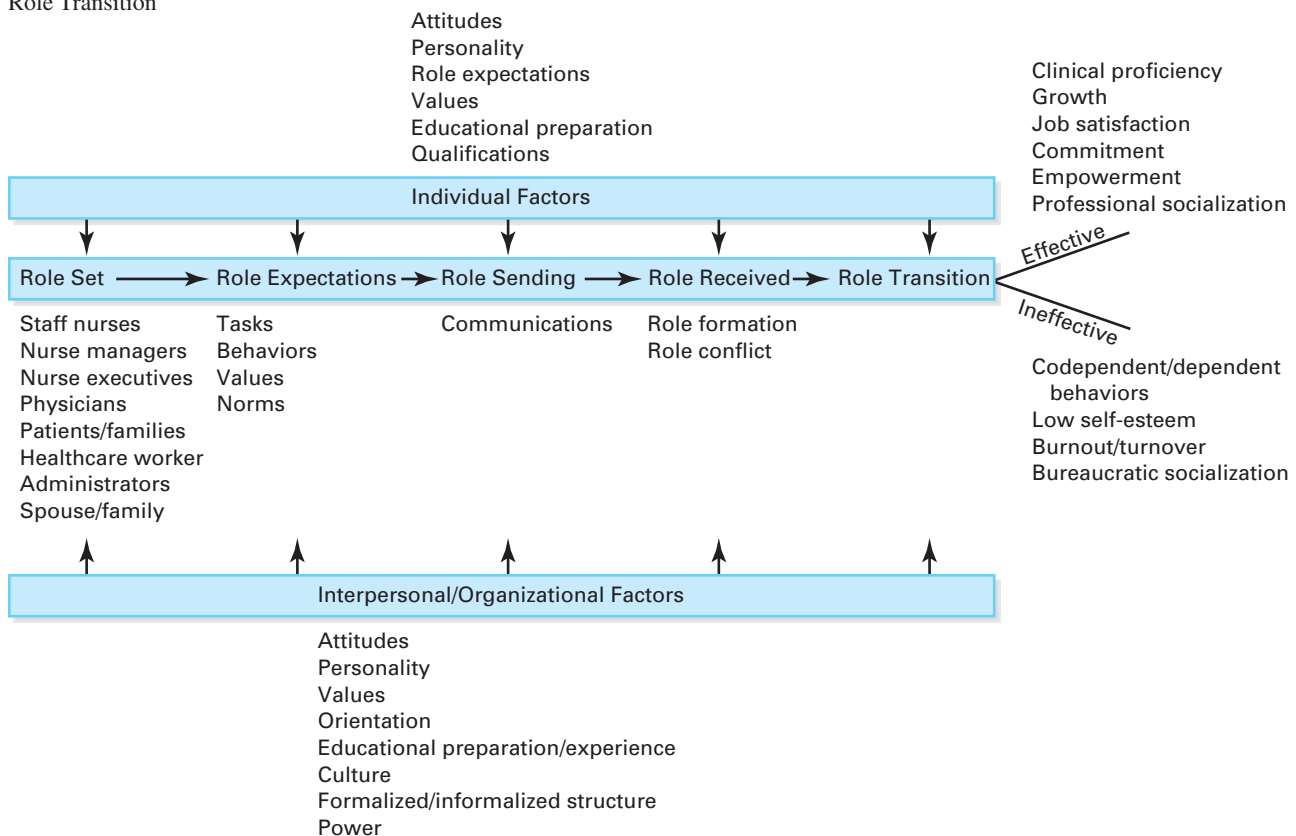 Role Transition
Attitudes
Personality
Role expectations
Values
Educational preparation
Qualifications
Clinical proficiency
Growth
Job satisfaction
Commitment
Empowerment
Professional socialization
Individual Factors
Effective
Role Set
Role Expectations
Role Sending
Role Received
Role Transition
Ineffective
Staff nurses
Nurse managers
Nurse executives
Physicians
Patients/families
Healthcare worker
Administrators
Spouse/family
Tasks
Behaviors
Values
Norms
Communications
Role formation
Role conflict
Codependent/dependent
behaviors
Low self-esteem
Burnout/turnover
Bureaucratic socialization
Interpersonal/Organizational Factors
Attitudes
Personality
Values
Orientation
Educational preparation/experience
Culture
Formalized/informalized structure
Power